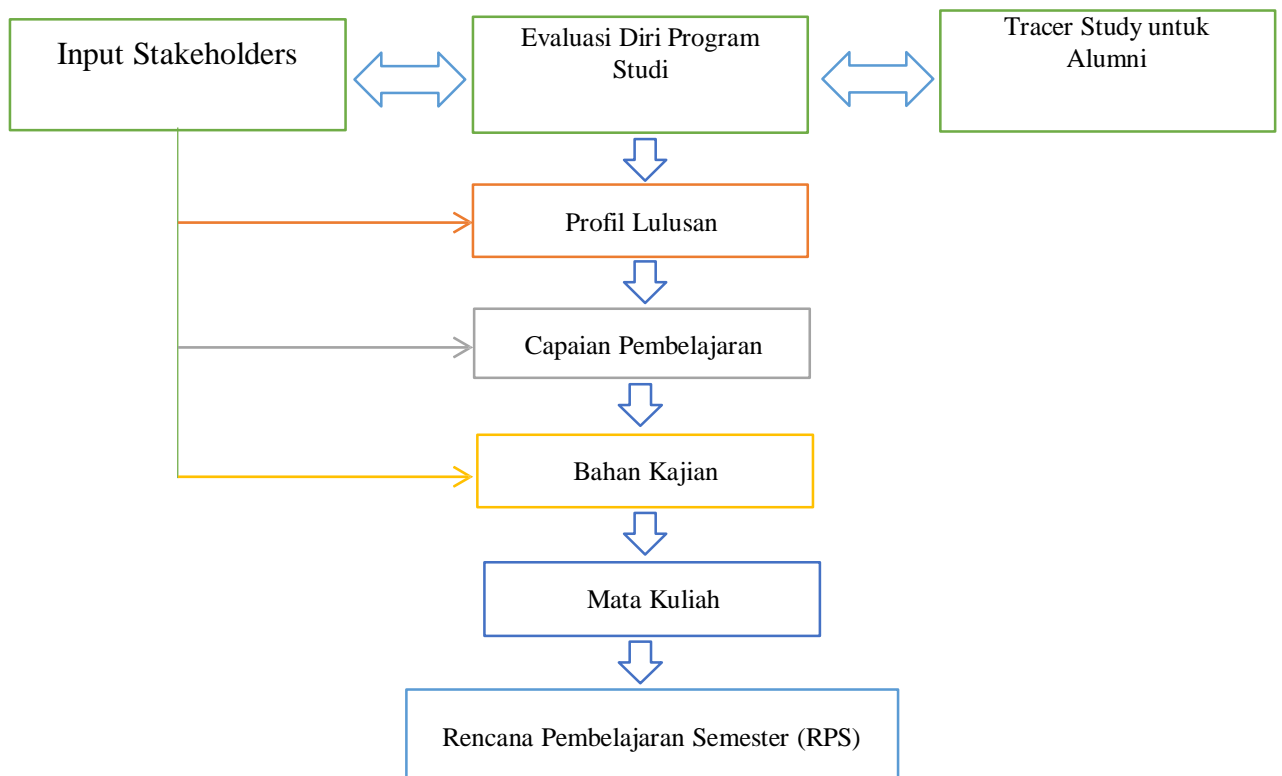 Input Stakeholders
Evaluasi Diri Program
Studi
Tracer Study untuk
Alumni
Profil Lulusan
Capaian Pembelajaran
Bahan Kajian
Mata Kuliah
Rencana Pembelajaran Semester (RPS)